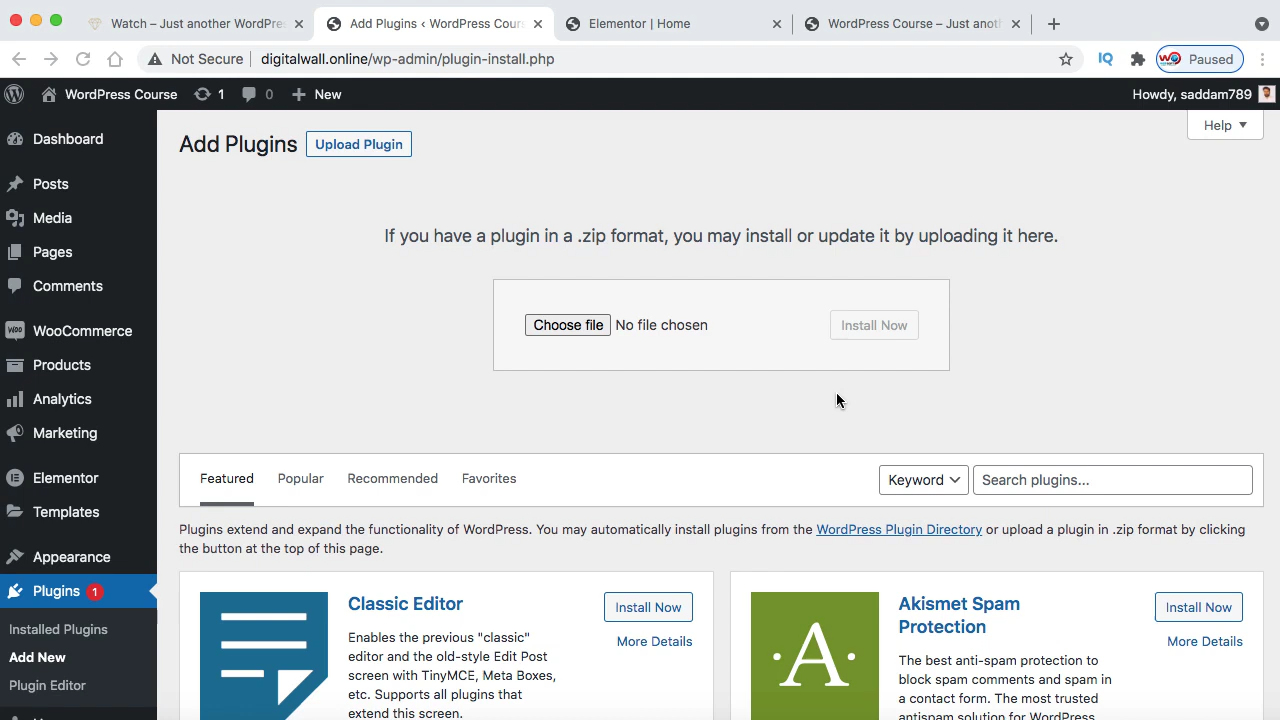 Watch – Just another WordPres
Add Plugins ‹ WordPress Cour
Elementor | Home
WordPress Course – Just anoth
Not Secure
digitalwall.online/wp-admin/plugin-install.php
IQ
Paused
WordPress Course
1
0
New
Howdy, saddam789
Dashboard
Posts
Media
Pages
Comments
WooCommerce
Products
Analytics
Marketing
Elementor
Templates
Appearance
Plugins 1
Installed Plugins
Add New
Plugin Editor
Add Plugins
Upload Plugin
Help
If you have a plugin in a .zip format, you may install or update it by uploading it here.
Choose file No file chosen
Install Now
Featured Popular Recommended Favorites
Keyword
Search plugins...
Plugins extend and expand the functionality of WordPress. You may automatically install plugins from the WordPress Plugin Directory or upload a plugin in .zip format by clicking
the button at the top of this page.
Classic Editor
Install Now
More Details
Enables the previous "classic"
editor and the old-style Edit Post
screen with TinyMCE, Meta Boxes,
etc. Supports all plugins that
extend this screen.
A
Akismet Spam
Protection
Install Now
More Details
The best anti-spam protection to
block spam comments and spam in
a contact form. The most trusted
antispam solution for WordPress